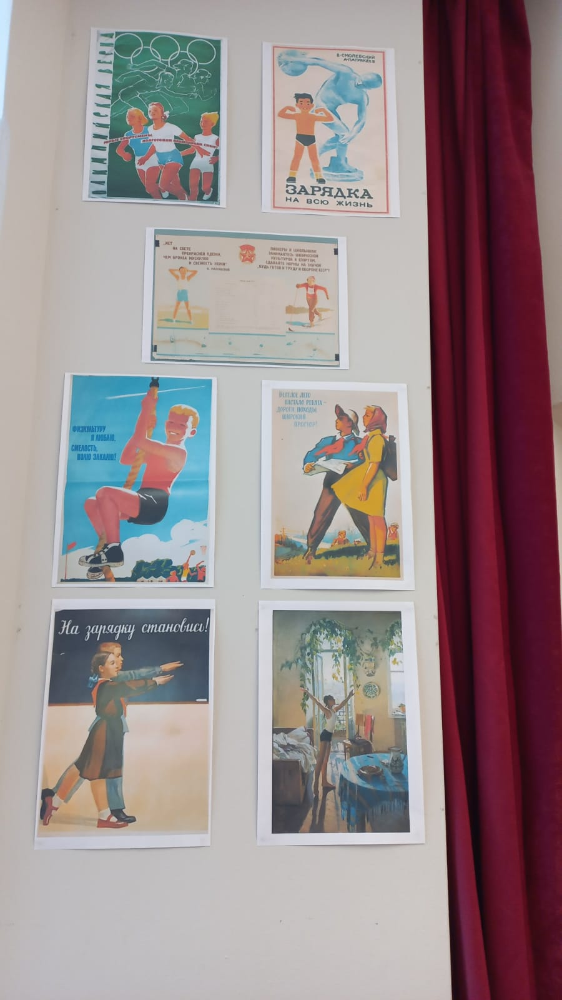 ОЛИМПИЙСКАЯ ВЕСНА
ЮНЫЕ СПОРТСМЕНЫ,
ПОДГОТОВИМ ОЛИМПИЙЦАМ СМЕНУ!
В. СМОЛЕВСКИЙ
А. ПАТРИКЕЕВ
ЗАРЯДКА
НА ВСЮ ЖИЗНЬ
„НЕТ
НА СВЕТЕ
ПРЕКРАСНЕЙ ОДЕЖИ,
ЧЕМ БРОНЗА МУСКУЛОВ
И СВЕЖЕСТЬ КОЖИ"
В. МАЯКОВСКИЙ
ПИОНЕРЫ И ШКОЛЬНИКИ!
ЗАНИМАЙТЕСЬ ФИЗИЧЕСКОЙ
КУЛЬТУРОЙ И СПОРТОМ,
СДАВАЙТЕ НОРМЫ НА ЗНАЧОК
„БУДЬ ГОТОВ К ТРУДУ И ОБОРОНЕ СССР"!
ФИЗКУЛЬТУРУ
Я ЛЮБЛЮ,
СМЕЛОСТЬ,
ВОЛЮ ЗАКАЛЮ!
ВЕСЕЛОЕ ЛЕТО
НАСТАЛО РЕБЯТА -
ДОРОГИ, ПОХОДЫ,
ШИРОКИЙ
ПРОСТОР!
На зарядку становись!